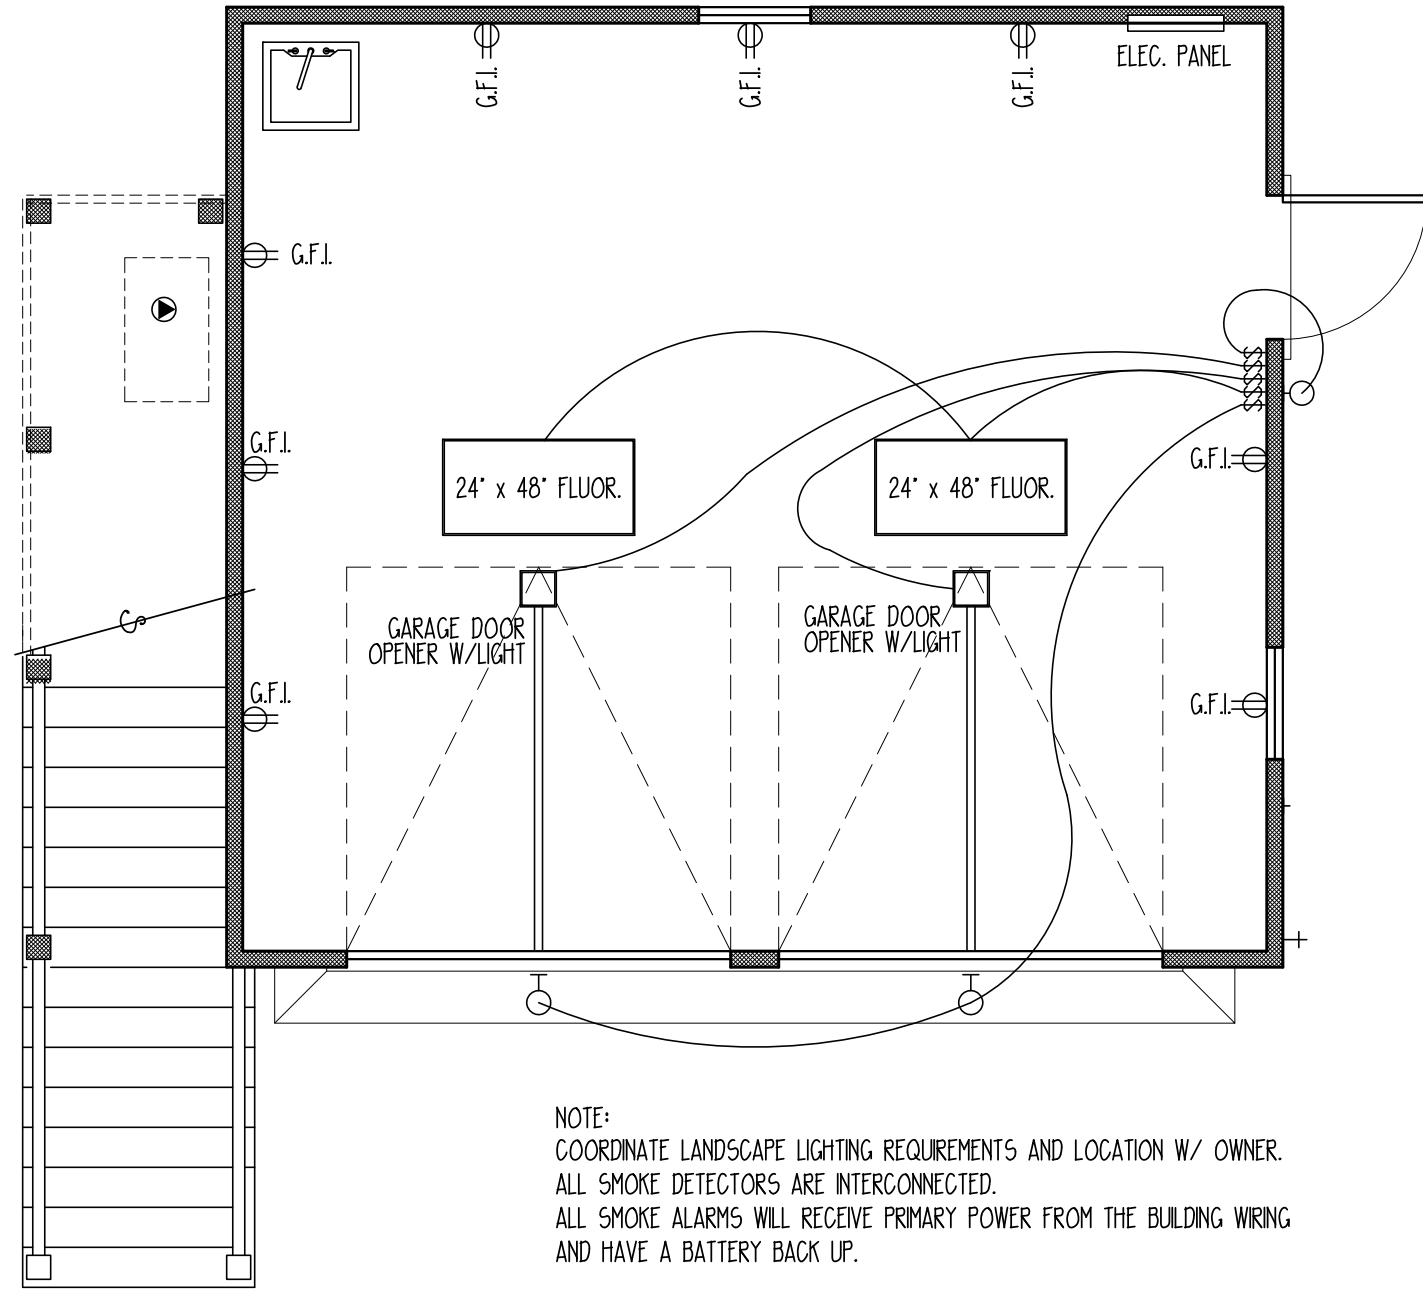 ELEC. PANEL
G.F.I.
G.F.I.
G.F.I.
G.F.I.
G.F.I.
G.F.I.
G.F.I.
G.F.I.
24" x 48" FLUOR.
24" x 48" FLUOR.
GARAGE DOOR
OPENER W/LIGHT
GARAGE DOOR
OPENER W/LIGHT
NOTE:
COORDINATE LANDSCAPE LIGHTING REQUIREMENTS AND LOCATION W/ OWNER.
ALL SMOKE DETECTORS ARE INTERCONNECTED.
ALL SMOKE ALARMS WILL RECEIVE PRIMARY POWER FROM THE BUILDING WIRING
AND HAVE A BATTERY BACK UP.